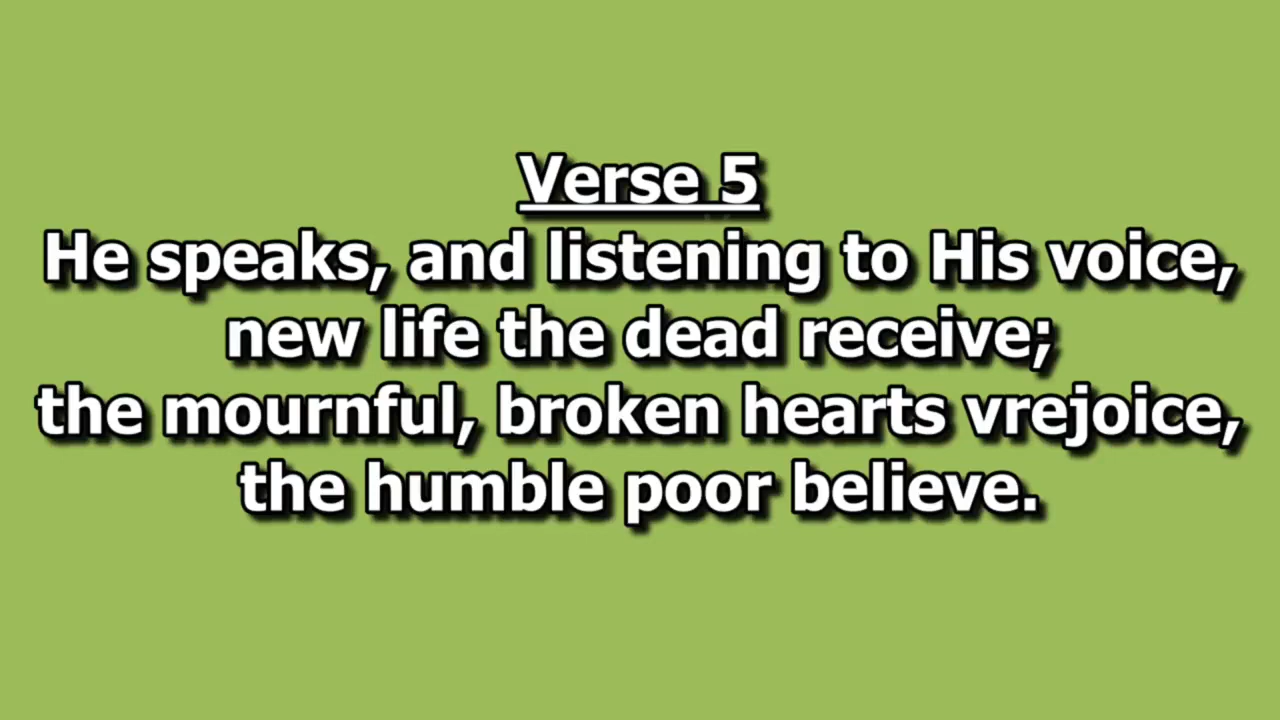 Verse 5
He speaks, and listening to His voice,
new life the dead receive;
the mournful, broken hearts vrejoice,
the humble poor believe.